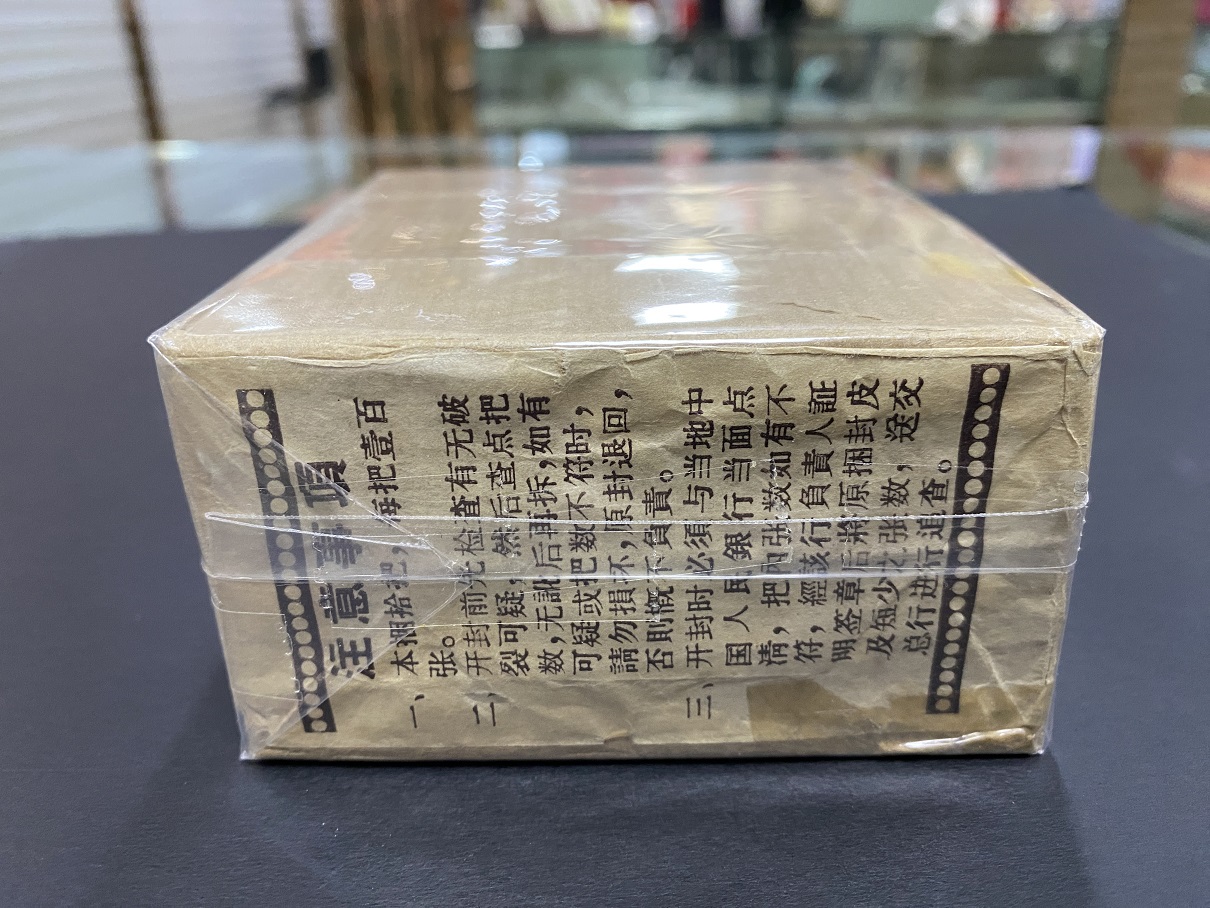 注意事項
一、本捆拾把，每把壹百
张。
二、开封前先检查有无破
裂可疑，然后查点把
数，无訛后再拆，如有
可疑或把数不符时，
請勿損坏，原封退回，
否則概不負責。
三、开封时必須与当地中
国人民銀行当面点
清，把內张数如有不
符，經該行負責人証
明签章后將原捆封皮
及短少之张数，送交
总行进行追查。